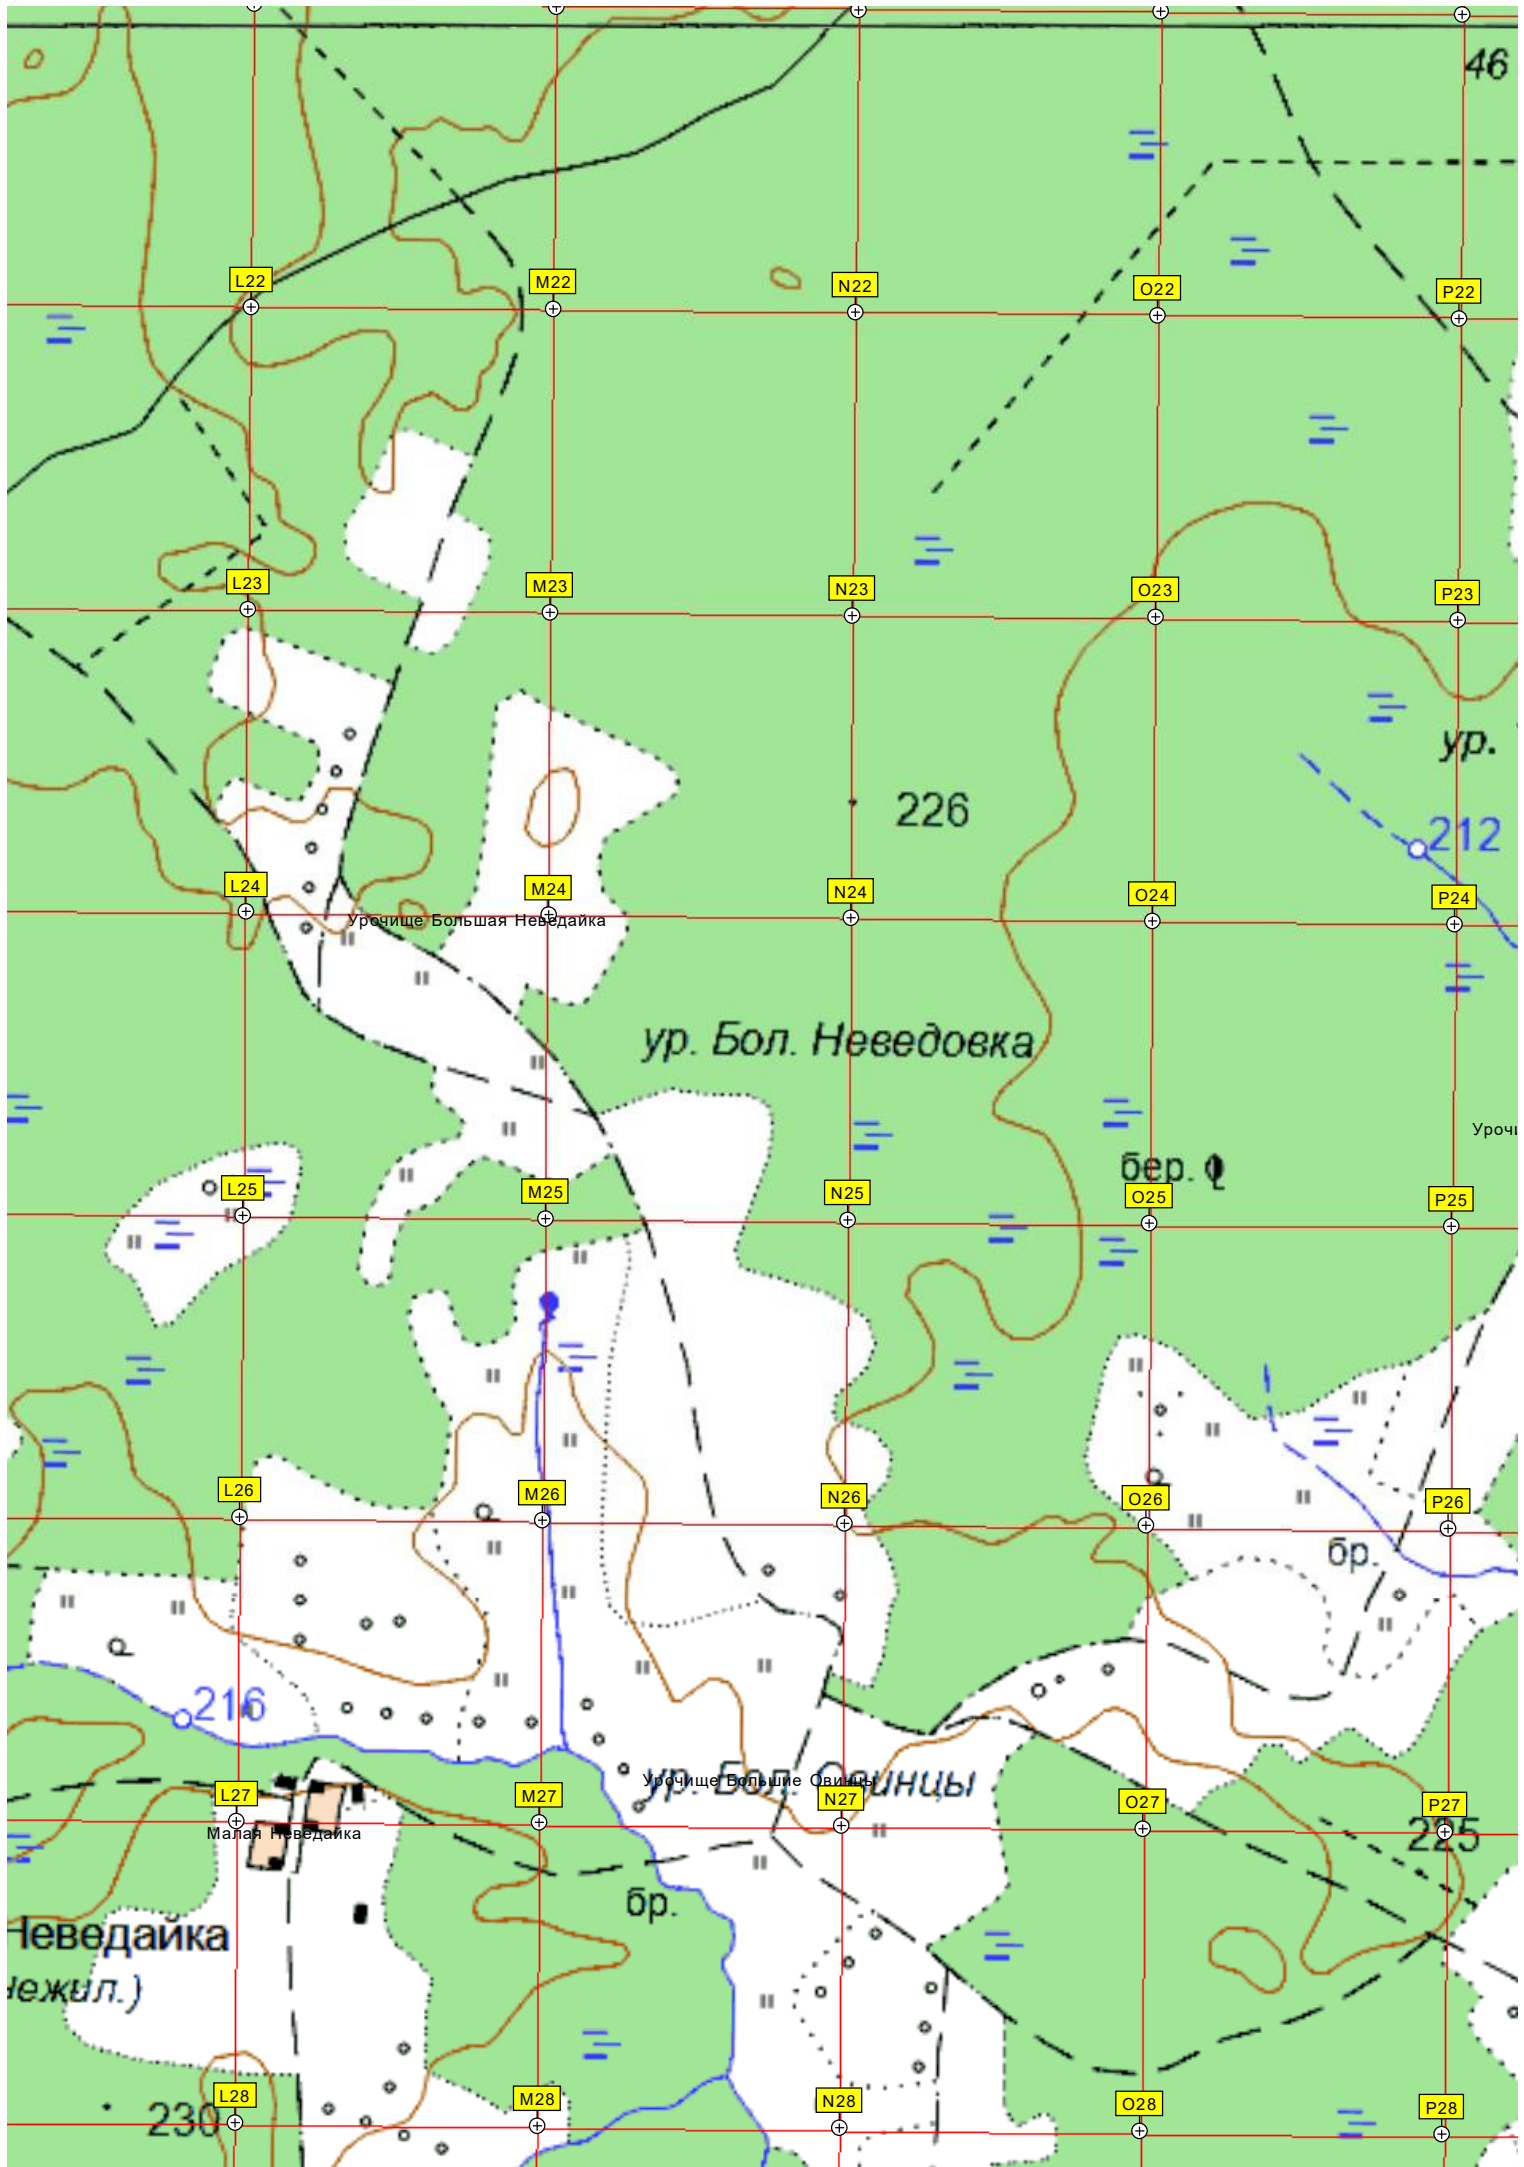 46
L22 M22 N22 O22 P22
L23 M23 N23 O23 P23
ур.
226
212
L24 M24 N24 O24 P24
Урочище Большая Неведайка
ур. Бол. Неведовка
Урочи
бер.
L25 M25 N25 O25 P25
L26 M26 N26 O26 P26
бр.
216
ур. Бол. Овинцы
Урочище Большие Овинцы
L27 M27 N27 O27 P27
Малая Неведайка
225
бр.
Неведайка
Нежил.)
L28 M28 N28 O28 P28
230